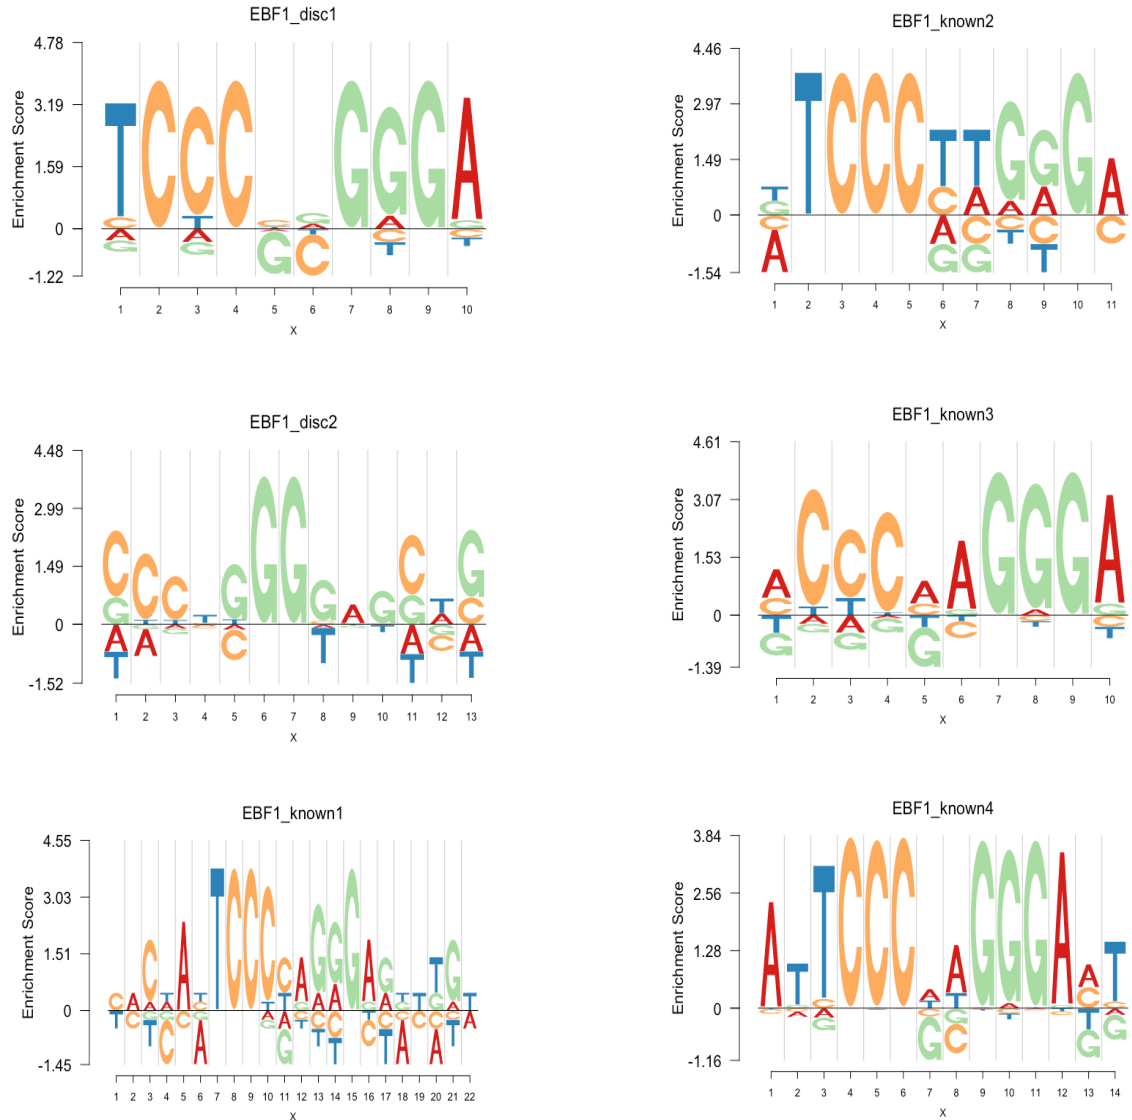 EBF1_disc1
4.78
3.19
1.59
0
-1.22
Enrichment Score
1 2 3 4 5 6 7 8 9 10
X
EBF1_known2
4.46
2.97
1.49
0
-1.54
Enrichment Score
1 2 3 4 5 6 7 8 9 10 11
X
EBF1_disc2
4.48
2.99
1.49
0
-1.52
Enrichment Score
1 2 3 4 5 6 7 8 9 10 11 12 13
X
EBF1_known3
4.61
3.07
1.53
0
-1.39
Enrichment Score
1 2 3 4 5 6 7 8 9 10
X
EBF1_known1
4.55
3.03
1.51
0
-1.45
Enrichment Score
1 2 3 4 5 6 7 8 9 10 11 12 13 14 15 16 17 18 19 20 21 22
X
EBF1_known4
3.84
2.56
1.28
0
-1.16
Enrichment Score
1 2 3 4 5 6 7 8 9 10 11 12 13 14
X